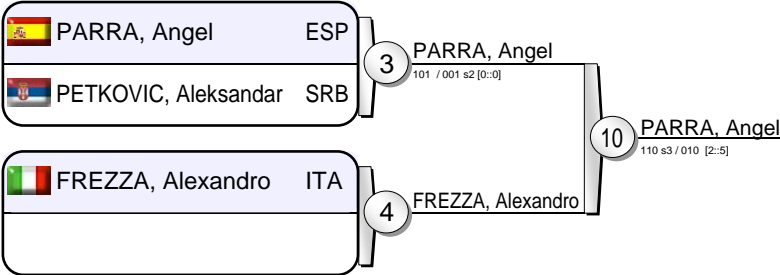 PARRA, Angel ESP
PETKOVIC, Aleksandar SRB
3
PARRA, Angel
101 / 001 s2 [0::0]
FREZZA, Alexandro ITA
4
FREZZA, Alexandro
10
PARRA, Angel
110 s3 / 010 [2::5]